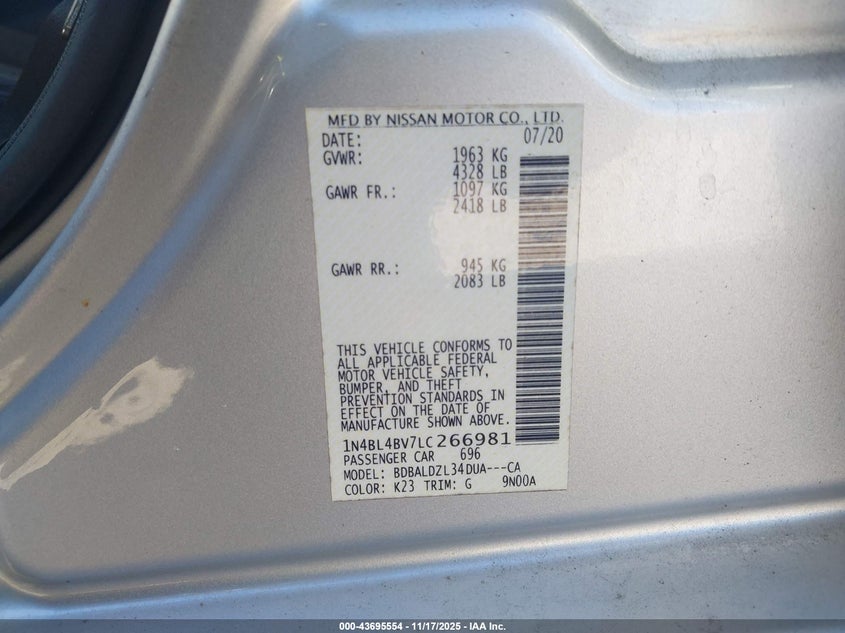 MFD BY NISSAN MOTOR CO., LTD.
DATE: 07/20
GVWR: 1963 KG
4328 LB
GAWR FR.: 1097 KG
2418 LB
GAWR RR.: 945 KG
2083 LB
THIS VEHICLE CONFORMS TO
ALL APPLICABLE FEDERAL
MOTOR VEHICLE SAFETY,
BUMPER, AND THEFT
PREVENTION STANDARDS IN
EFFECT ON THE DATE OF
MANUFACTURE SHOWN ABOVE.
1N4BL4BV7LC266981
PASSENGER CAR 696
MODEL: BDBALDZL34DUA---CA
COLOR: K23 TRIM: G 9N00A
000-43695554 — 11/17/2025 - IAA Inc.